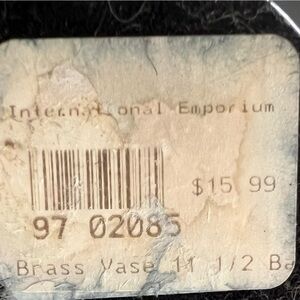 International Emporium
$15.99
97 02085
Brass Vase 11 1/2 Ba